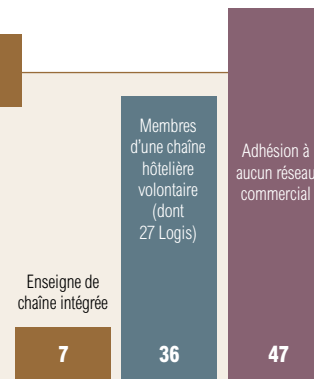 Membres
d'une chaîne
hôtelière
volontaire
(dont
27 Logis)
Adhésion à
aucun réseau
commercial
Enseigne de
chaîne intégrée
7
36
47